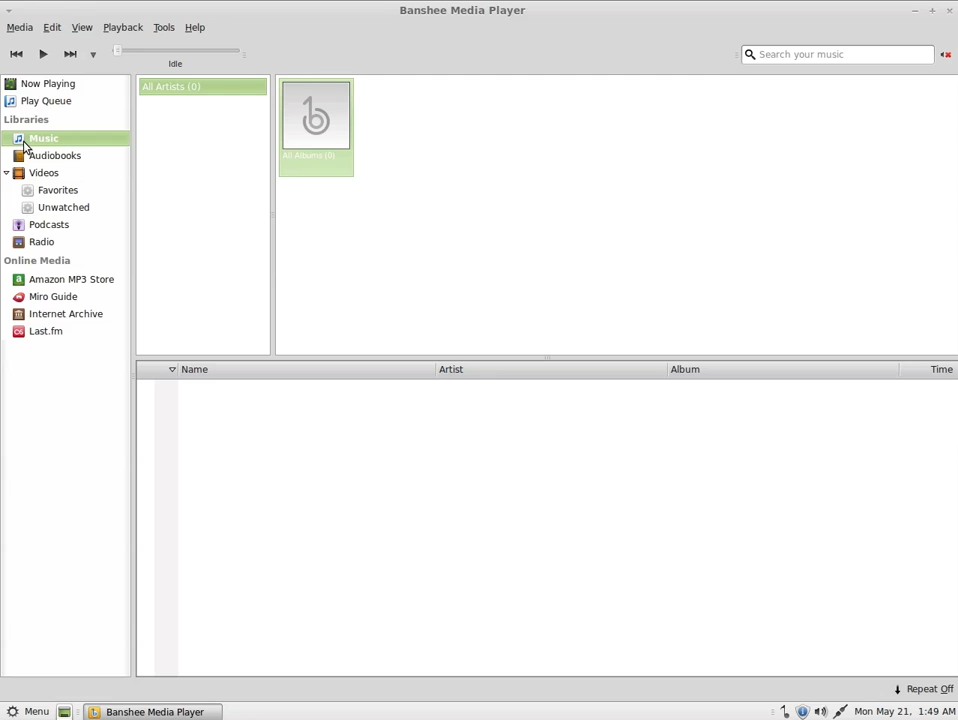 Banshee Media Player
Media Edit View Playback Tools Help
Idle
Search your music
Now Playing
Play Queue
Libraries
Music
Audiobooks
Videos
Favorites
Unwatched
Podcasts
Radio
Online Media
Amazon MP3 Store
Miro Guide
Internet Archive
Last.fm
All Artists (0)
All Albums (0)
Name Artist Album Time
Repeat Off
Menu Banshee Media Player Mon May 21, 1:49 AM